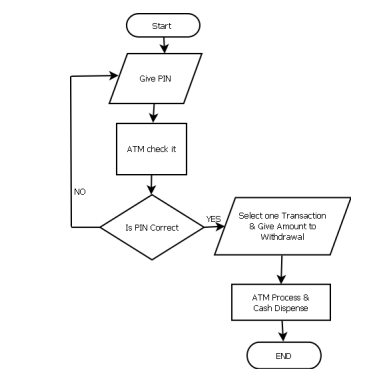 Start
Give PIN
ATM check it
NO
Is PIN Correct
YES
Select one Transaction
& Give Amount to
Withdrawal
ATM Process &
Cash Dispense
END